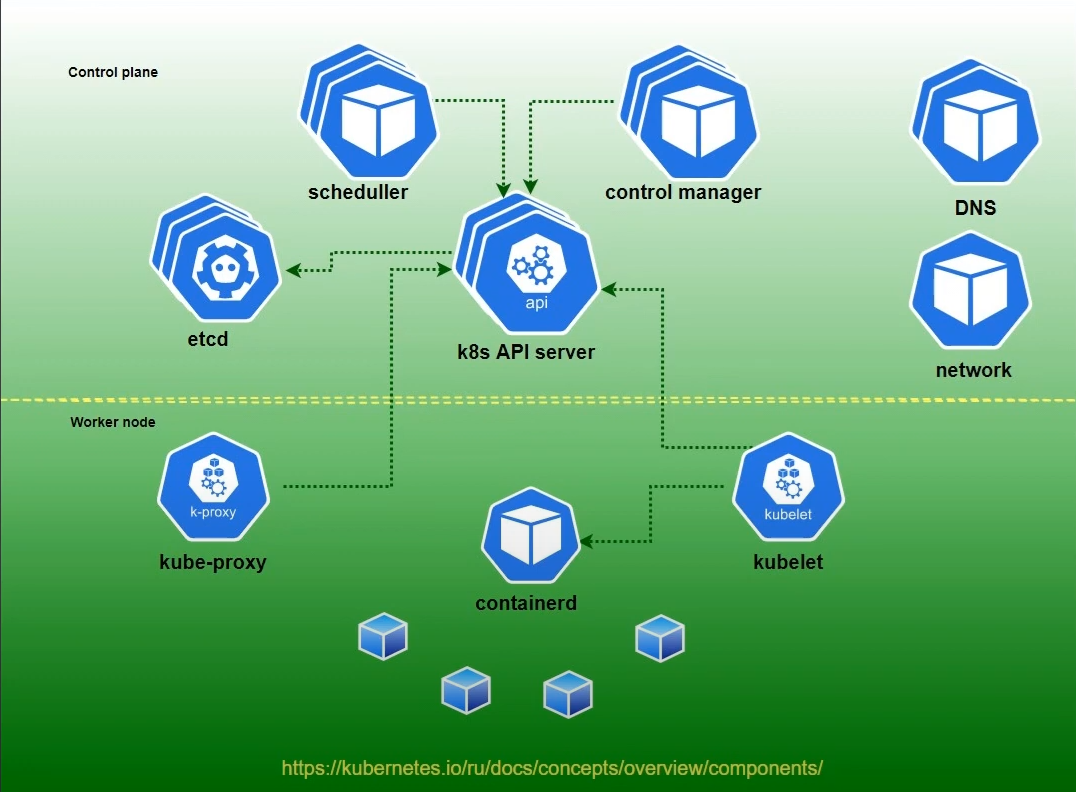 Control plane
scheduller
control manager
DNS
etcd
api
k8s API server
network
Worker node
k-proxy
kube-proxy
kubelet
kubelet
containerd
https://kubernetes.io/ru/docs/concepts/overview/components/